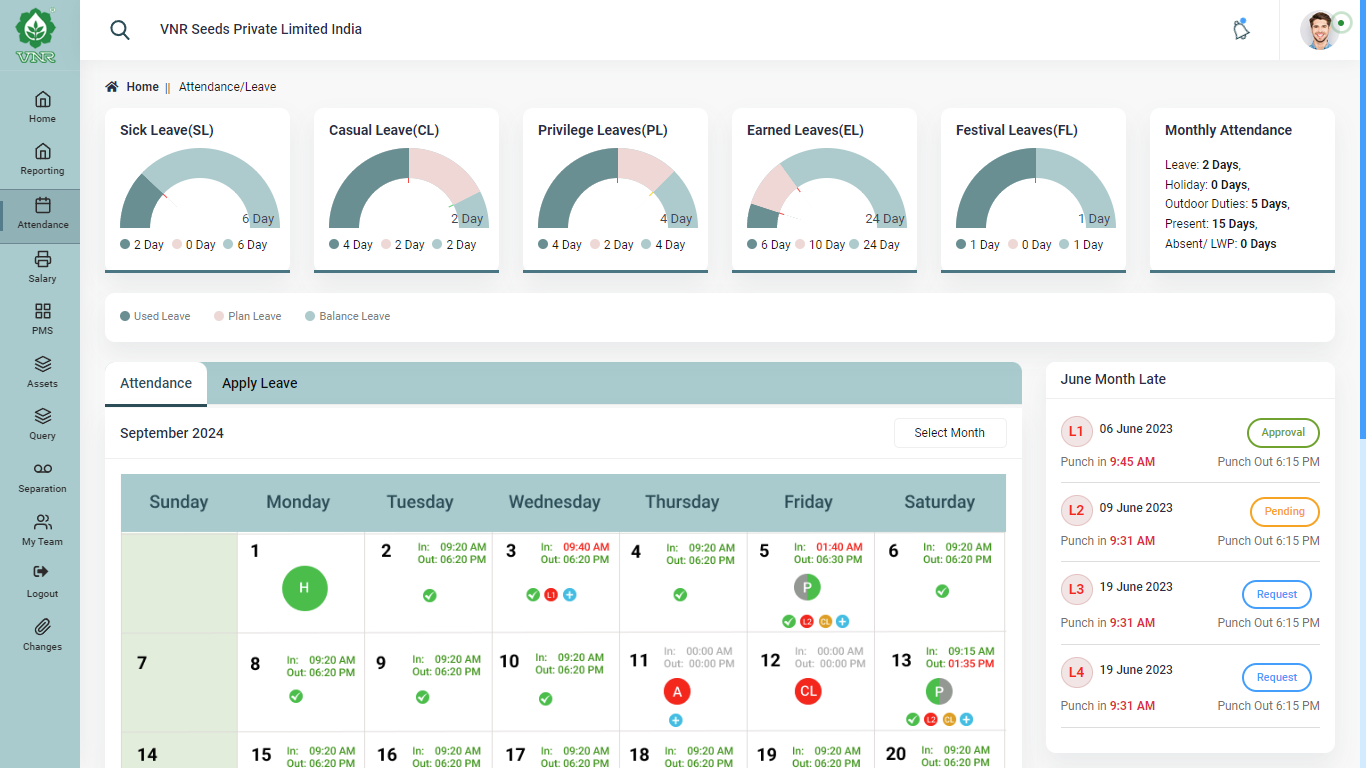 VNR
VNR Seeds Private Limited India
Home
Reporting
Attendance
Salary
PMS
Assets
Query
Separation
My Team
Logout
Changes
Home || Attendance/Leave
Sick Leave(SL)
6 Day
2 Day 0 Day 6 Day
Casual Leave(CL)
2 Day
4 Day 2 Day 2 Day
Privilege Leaves(PL)
4 Day
4 Day 2 Day 4 Day
Earned Leaves(EL)
24 Day
6 Day 10 Day 24 Day
Festival Leaves(FL)
1 Day
1 Day 0 Day 1 Day
Monthly Attendance
Leave: 2 Days,
Holiday: 0 Days,
Outdoor Duties: 5 Days,
Present: 15 Days,
Absent/ LWP: 0 Days
Used Leave Plan Leave Balance Leave
Attendance Apply Leave
September 2024 Select Month
Sunday Monday Tuesday Wednesday Thursday Friday Saturday
1
H
2 In: 09:20 AM
Out: 06:20 PM
3 In: 09:40 AM
Out: 06:20 PM
L1
4 In: 09:20 AM
Out: 06:20 PM
5 In: 01:40 AM
Out: 06:30 PM
P
L2 CL
6 In: 09:20 AM
Out: 06:20 PM
7
8 In: 09:20 AM
Out: 06:20 PM
9 In: 09:20 AM
Out: 06:20 PM
10 In: 09:20 AM
Out: 06:20 PM
11 In: 00:00 AM
Out: 00:00 PM
A
12 In: 00:00 AM
Out: 00:00 PM
CL
13 In: 09:15 AM
Out: 01:35 PM
P
L2 CL
14
15 In: 09:20 AM
Out: 06:20 PM
16 In: 09:20 AM
Out: 06:20 PM
17 In: 09:20 AM
Out: 06:20 PM
18 In: 09:20 AM
Out: 06:20 PM
19 In: 09:20 AM
Out: 06:20 PM
20 In: 09:20 AM
Out: 06:20 PM
June Month Late
L1 06 June 2023 Approval
Punch in 9:45 AM Punch Out 6:15 PM
L2 09 June 2023 Pending
Punch in 9:31 AM Punch Out 6:15 PM
L3 19 June 2023 Request
Punch in 9:31 AM Punch Out 6:15 PM
L4 19 June 2023 Request
Punch in 9:31 AM Punch Out 6:15 PM